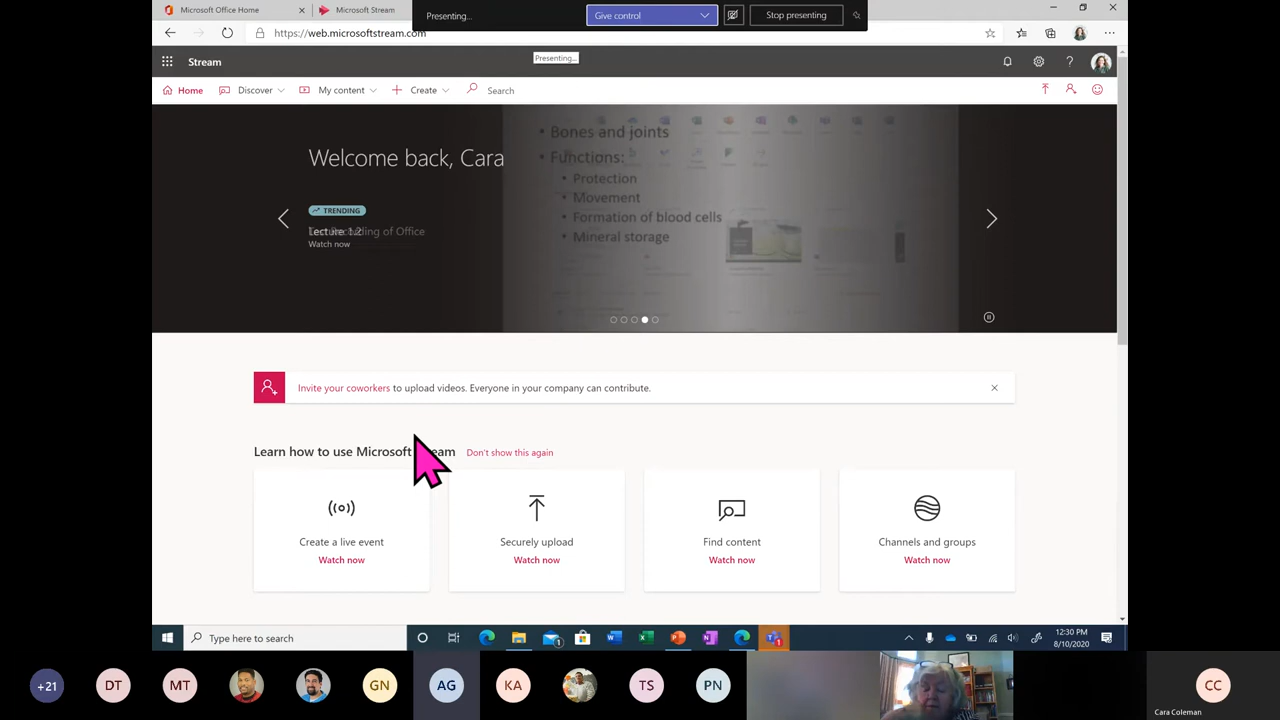 Microsoft Office Home
Microsoft Stream
Presenting...
Give control
Stop presenting
https://web.microsoftstream.com
Presenting...
Stream
Home
Discover
My content
Create
Search
Welcome back, Cara
TRENDING
Watch now
• Bones and joints
• Functions:
• Protection
• Movement
• Formation of blood cells
• Mineral storage
Invite your coworkers to upload videos. Everyone in your company can contribute.
Learn how to use Microsoft Don't show this again
Create a live event
Watch now
Securely upload
Watch now
Find content
Watch now
Channels and groups
Watch now
Type here to search
12:30 PM
8/10/2020
+21
DT
MT
GN
AG
KA
TS
PN
CC
Cara Coleman